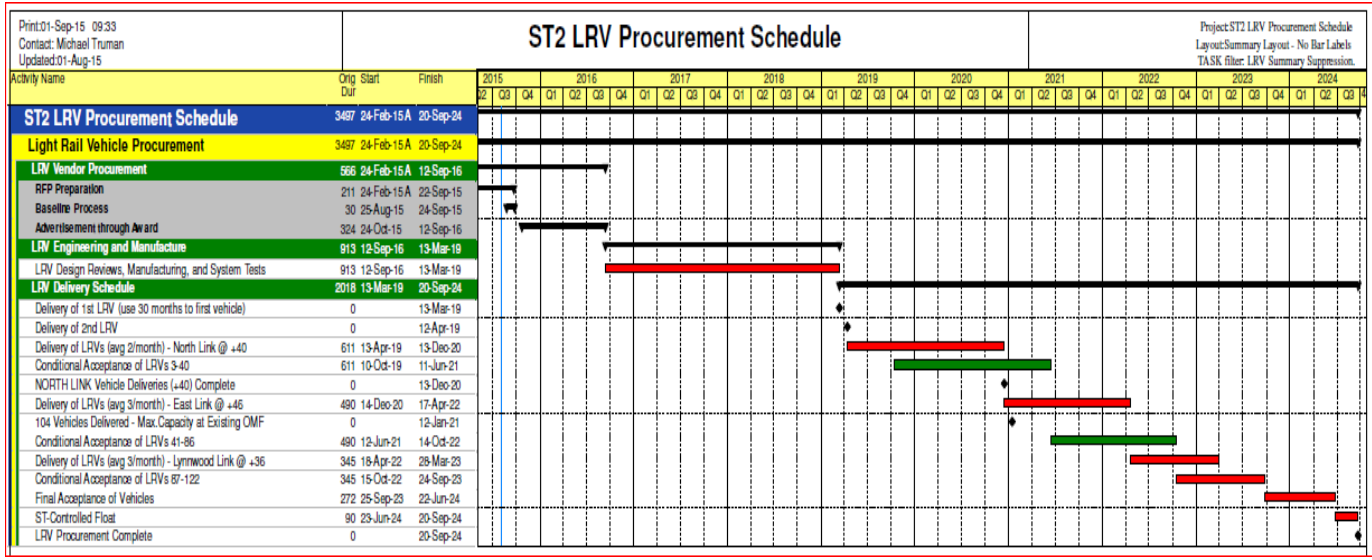 Print:01-Sep-15 09:33
Contact: Michael Truman
Updated:01-Aug-15
ST2 LRV Procurement Schedule
Project:ST2 LRV Procurement Schedule
Layout:Summary Layout - No Bar Labels
TASK filter: LRV Summary Suppression.
Activity Name Orig Dur Start Finish 2015 2016 2017 2018 2019 2020 2021 2022 2023 2024
Q2 Q3 Q4 Q1 Q2 Q3 Q4 Q1 Q2 Q3 Q4 Q1 Q2 Q3 Q4 Q1 Q2 Q3 Q4 Q1 Q2 Q3 Q4 Q1 Q2 Q3 Q4 Q1 Q2 Q3 Q4 Q1 Q2 Q3 Q4 Q1 Q2 Q3
ST2 LRV Procurement Schedule 3497 24-Feb-15 A 20-Sep-24
Light Rail Vehicle Procurement 3497 24-Feb-15 A 20-Sep-24
LRV Vendor Procurement 566 24-Feb-15 A 12-Sep-16
RFP Preparation 211 24-Feb-15 A 22-Sep-15
Baseline Process 30 25-Aug-15 24-Sep-15
Advertisement through Award 324 24-Oct-15 12-Sep-16
LRV Engineering and Manufacture 913 12-Sep-16 13-Mar-19
LRV Design Reviews, Manufacturing, and System Tests 913 12-Sep-16 13-Mar-19
LRV Delivery Schedule 2018 13-Mar-19 20-Sep-24
Delivery of 1st LRV (use 30 months to first vehicle) 0 13-Mar-19
Delivery of 2nd LRV 0 12-Apr-19
Delivery of LRVs (avg 2/month) - North Link @ +40 611 13-Apr-19 13-Dec-20
Conditional Acceptance of LRVs 3-40 611 10-Oct-19 11-Jun-21
NORTH LINK Vehicle Deliveries (+40) Complete 0 13-Dec-20
Delivery of LRVs (avg 3/month) - East Link @ +46 490 14-Dec-20 17-Apr-22
104 Vehicles Delivered - Max.Capacity at Existing OMF 0 12-Jan-21
Conditional Acceptance of LRVs 41-86 490 12-Jun-21 14-Oct-22
Delivery of LRVs (avg 3/month) - Lynnwood Link @ +36 345 18-Apr-22 28-Mar-23
Conditional Acceptance of LRVs 87-122 345 15-Oct-22 24-Sep-23
Final Acceptance of Vehicles 272 25-Sep-23 22-Jun-24
ST-Controlled Float 90 23-Jun-24 20-Sep-24
LRV Procurement Complete 0 20-Sep-24